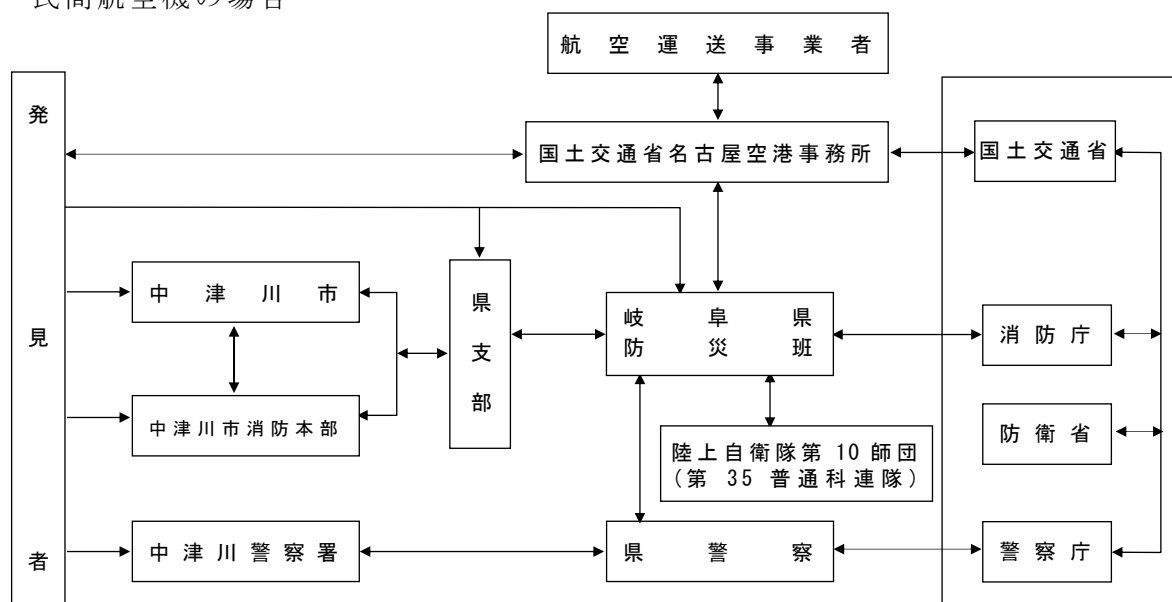 民間航空機の場合
航空運送事業者
発見者
国土交通省名古屋空港事務所
国土交通省
中津川市
県支部
岐阜県
防災班
消防庁
中津川市消防本部
防衛省
陸上自衛隊第10師団
(第35普通科連隊)
中津川警察署
県警察
警察庁